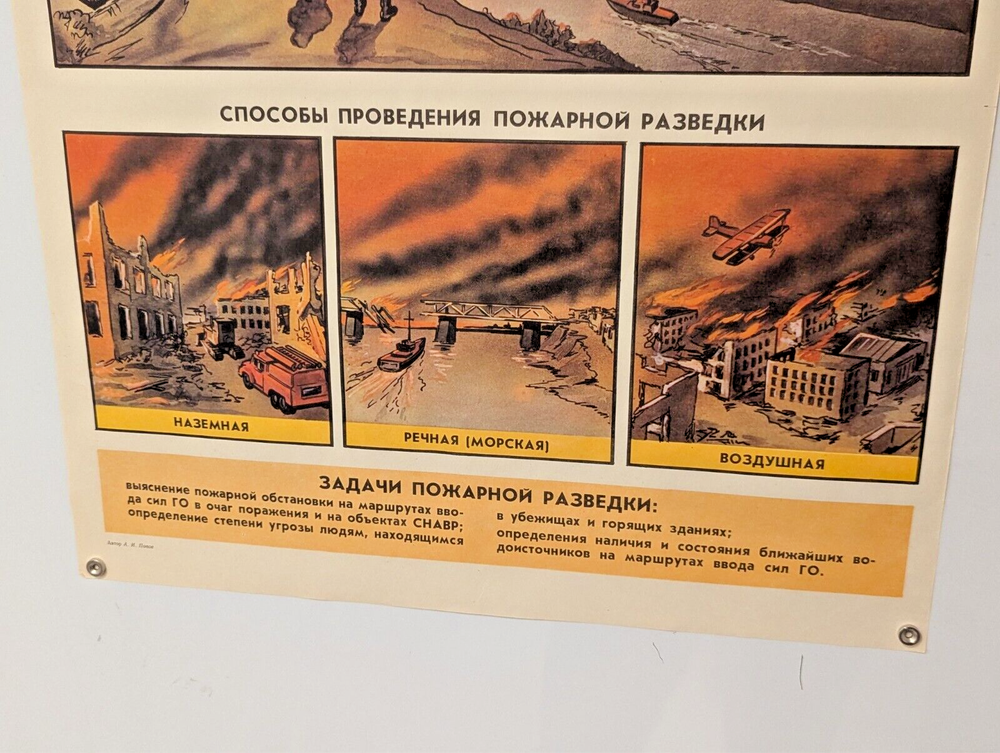 СПОСОБЫ ПРОВЕДЕНИЯ ПОЖАРНОЙ РАЗВЕДКИ
НАЗЕМНАЯ
РЕЧНАЯ (МОРСКАЯ)
ВОЗДУШНАЯ
ЗАДАЧИ ПОЖАРНОЙ РАЗВЕДКИ:
выяснение пожарной обстановки на маршрутах вво-
да сил ГО в очаг поражения и на объектах СНАВР;
определение степени угрозы людям, находящимся
в убежищах и горящих зданиях;
определения наличия и состояния ближайших во-
доисточников на маршрутах ввода сил ГО.